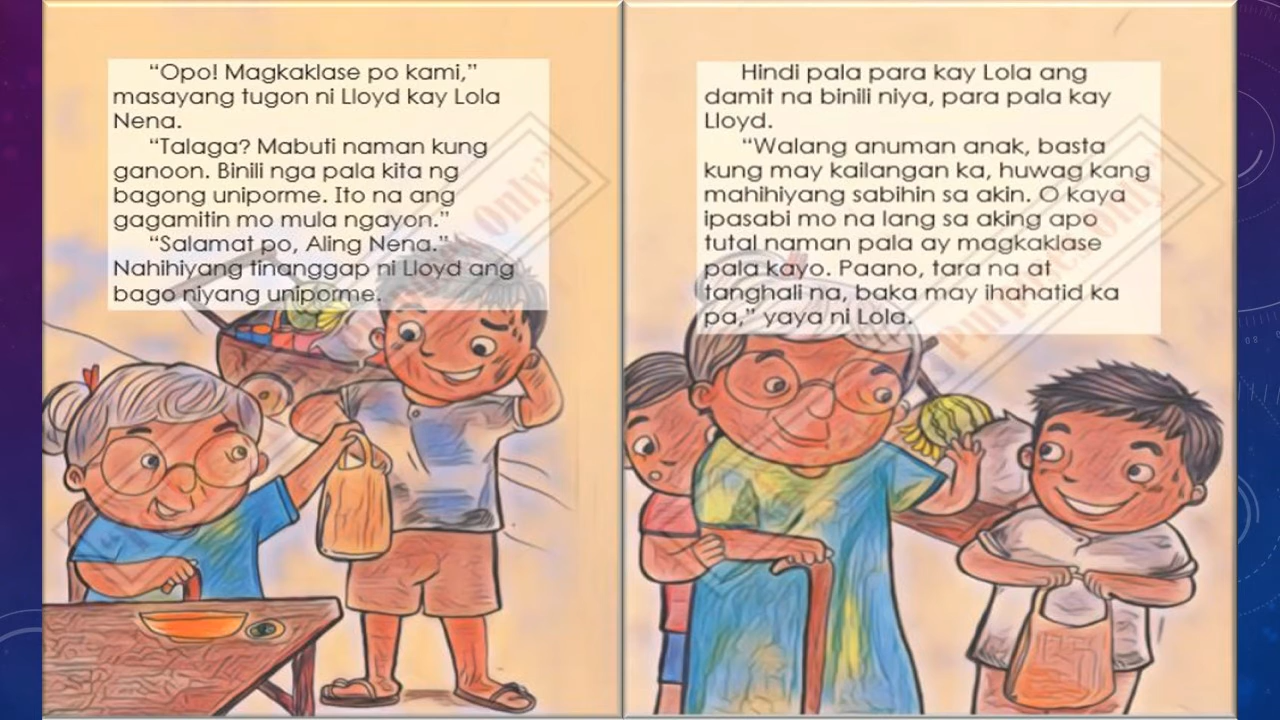 “Opo! Magkaklase po kami,”
masayang tugon ni Lloyd kay Lola
Nena.
“Talaga? Mabuti naman kung
ganoon. Binili nga pala kita ng
bagong uniporme. Ito na ang
gagamitin mo mula ngayon.”
“Salamat po, Aling Nena.”
Nahihiyang tinanggap ni Lloyd ang
bago niyang uniporme.
Only”
Hindi pala para kay Lola ang
damit na binili niya, para pala kay
Lloyd.
“Walang anuman anak, basta
kung may kailangan ka, huwag kang
mahihiyang sabihin sa akin. O kaya
ipasabi mo na lang sa aking apo
tutal naman pala ay magkaklase
pala kayo. Paano, tara na at
tanghali na, baka may ihahatid ka
pa,” yaya ni Lola.
Purposes Only”